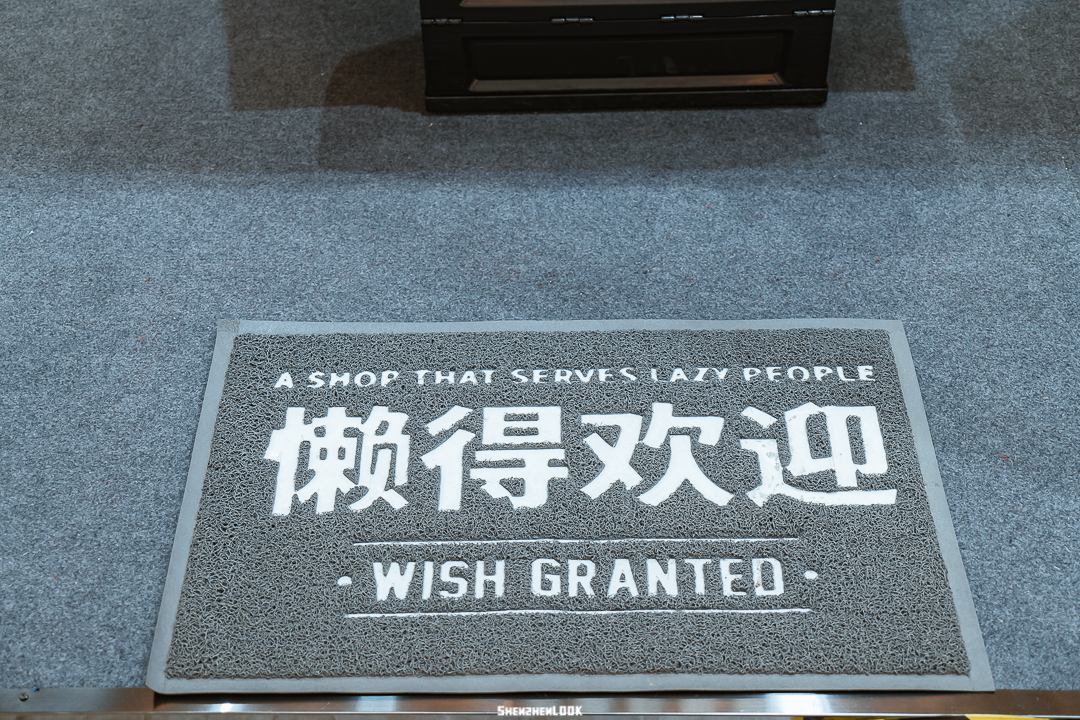 A SHOP THAT SERVES LAZY PEOPLE
懒得欢迎
· WISH GRANTED ·
SHENZHENLOOK